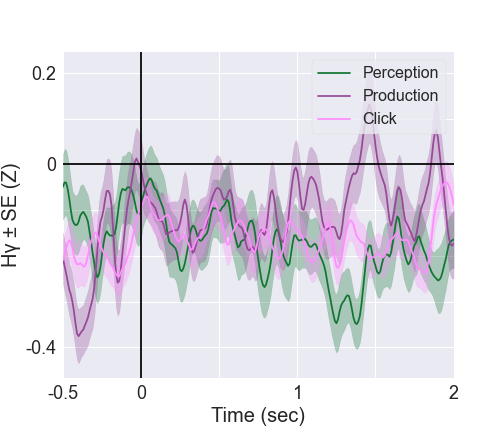 Perception
Production
Click
0.2
0
-0.4
Hγ ± SE (Z)
-0.5
0
1
2
Time (sec)